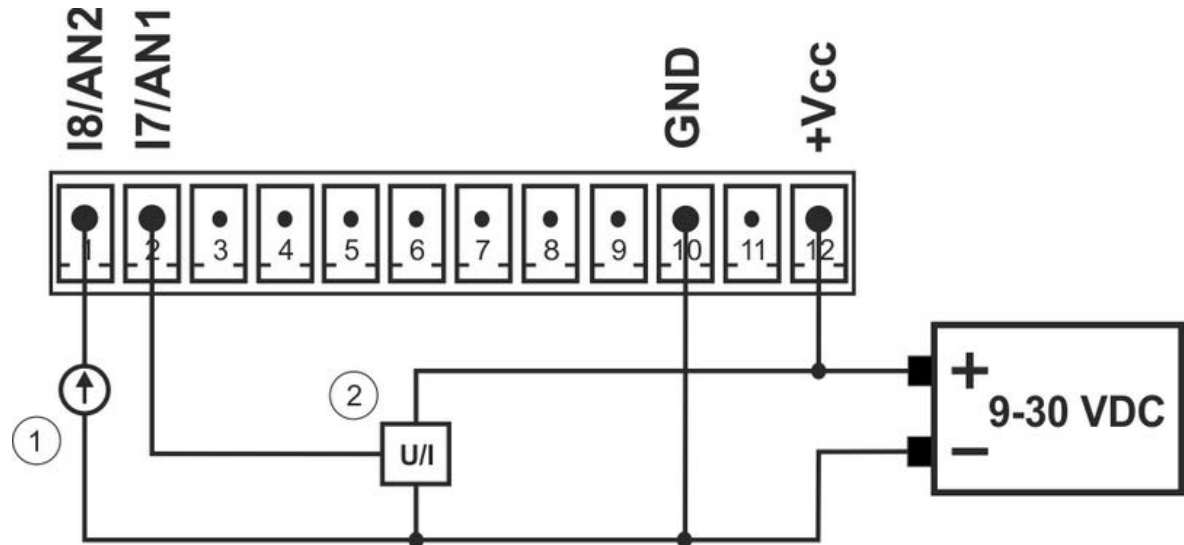 I8/AN2
I7/AN1
GND
+Vcc
1 2 3 4 5 6 7 8 9 10 11 12
1
2
U/I
+
9-30 VDC
−